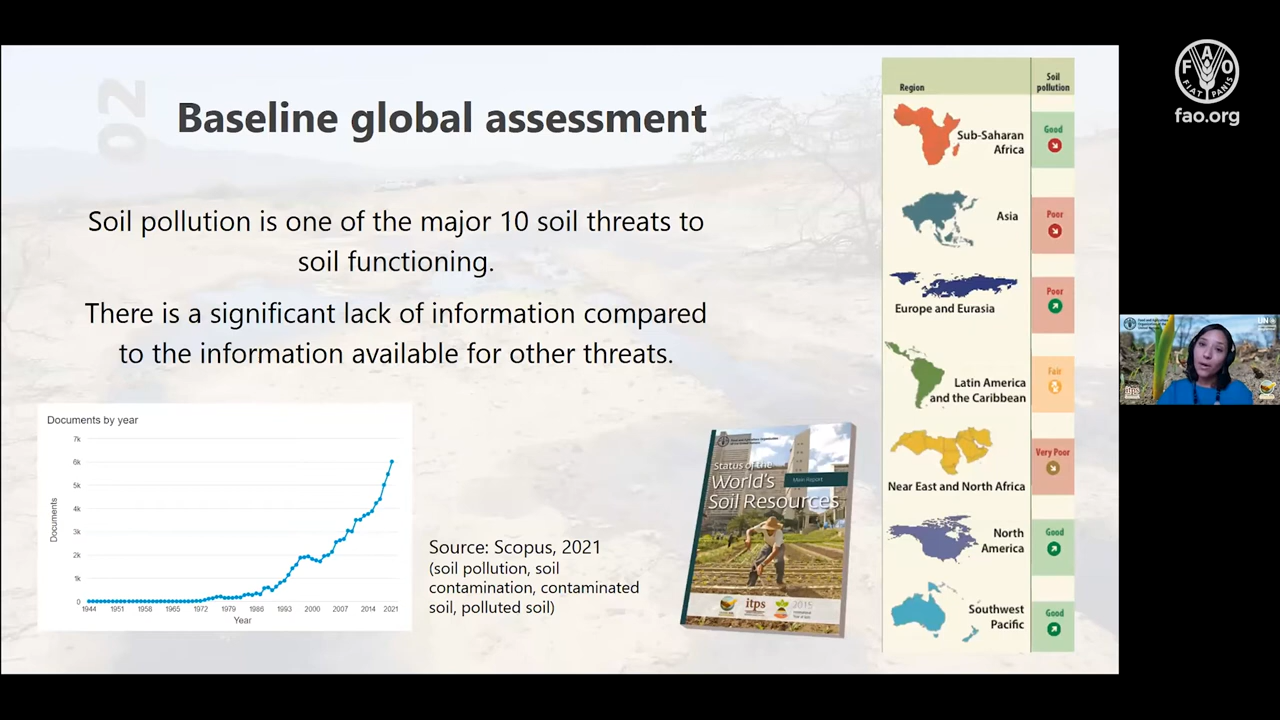 02
Baseline global assessment
Soil pollution is one of the major 10 soil threats to
soil functioning.
There is a significant lack of information compared
to the information available for other threats.
Documents by year
7k
6k
5k
4k
3k
2k
1k
0
Documents
1944 1951 1958 1965 1972 1979 1986 1993 2000 2007 2014 2021
Year
Source: Scopus, 2021
(soil pollution, soil
contamination, contaminated
soil, polluted soil)
Status of the
World's
Soil Resources
Main Report
itps
2015
Region
Soil
pollution
Sub-Saharan
Africa
Good
Asia
Poor
Europe and Eurasia
Poor
Latin America
and the Caribbean
Fair
Near East and North Africa
Very Poor
North
America
Good
Southwest
Pacific
Good
FAO
FIAT PANIS
fao.org
itps